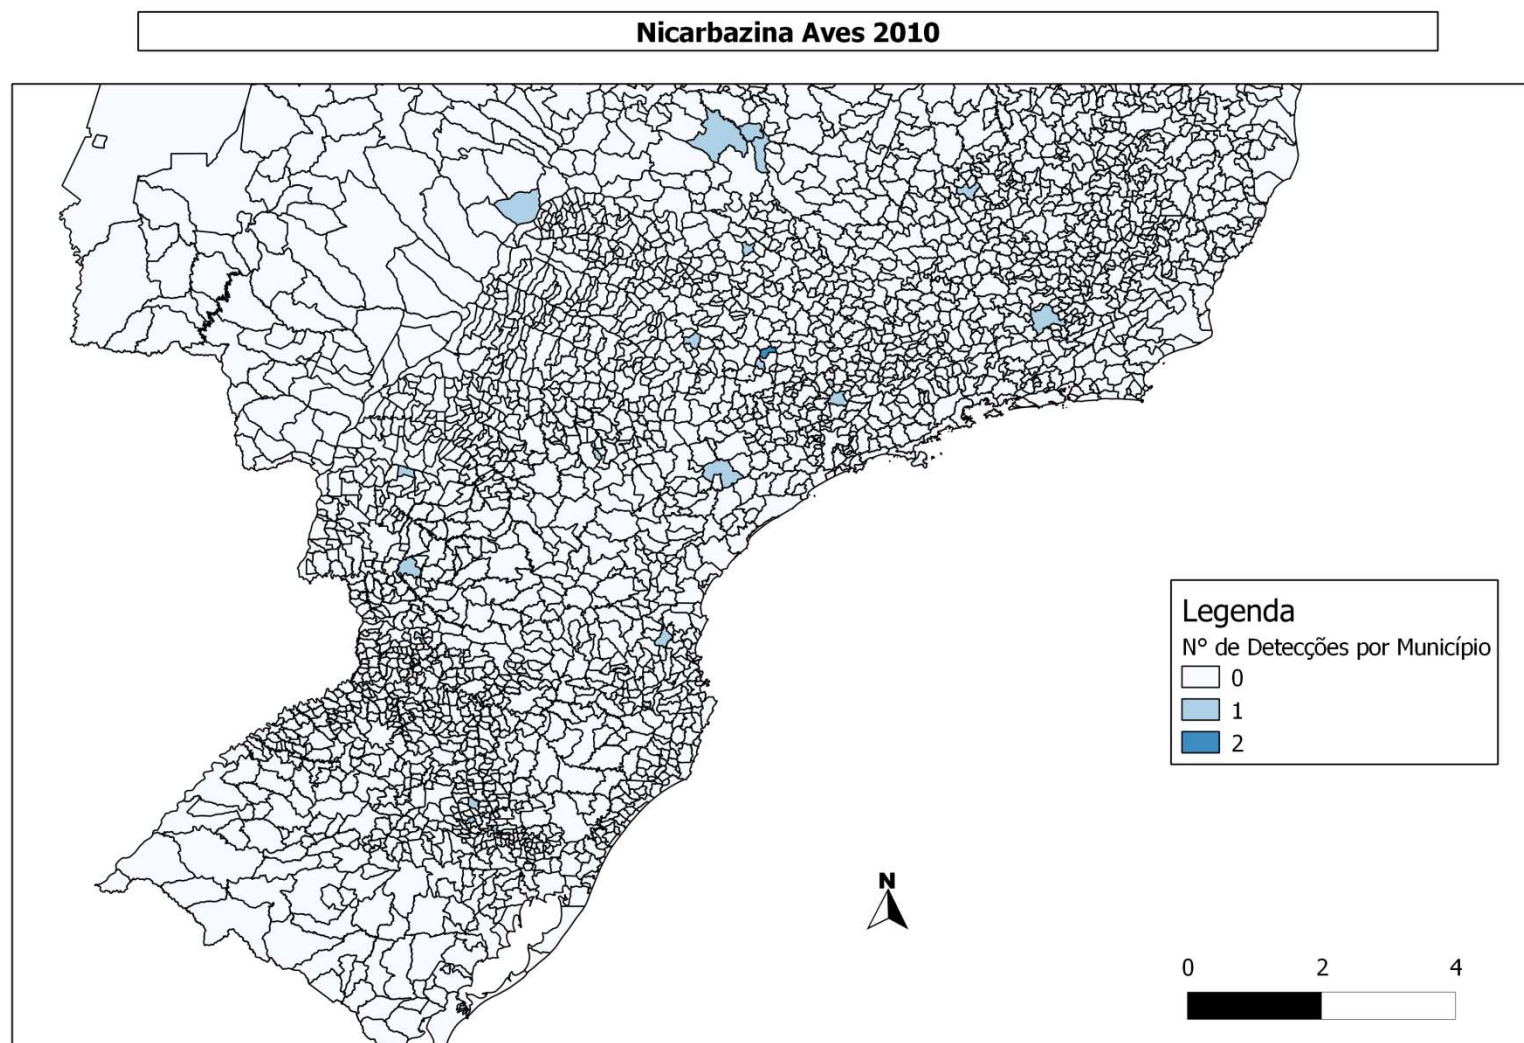 Nicarbazina Aves 2010
Legenda
N° de Detecções por Município
0
1
2
N
0 2 4